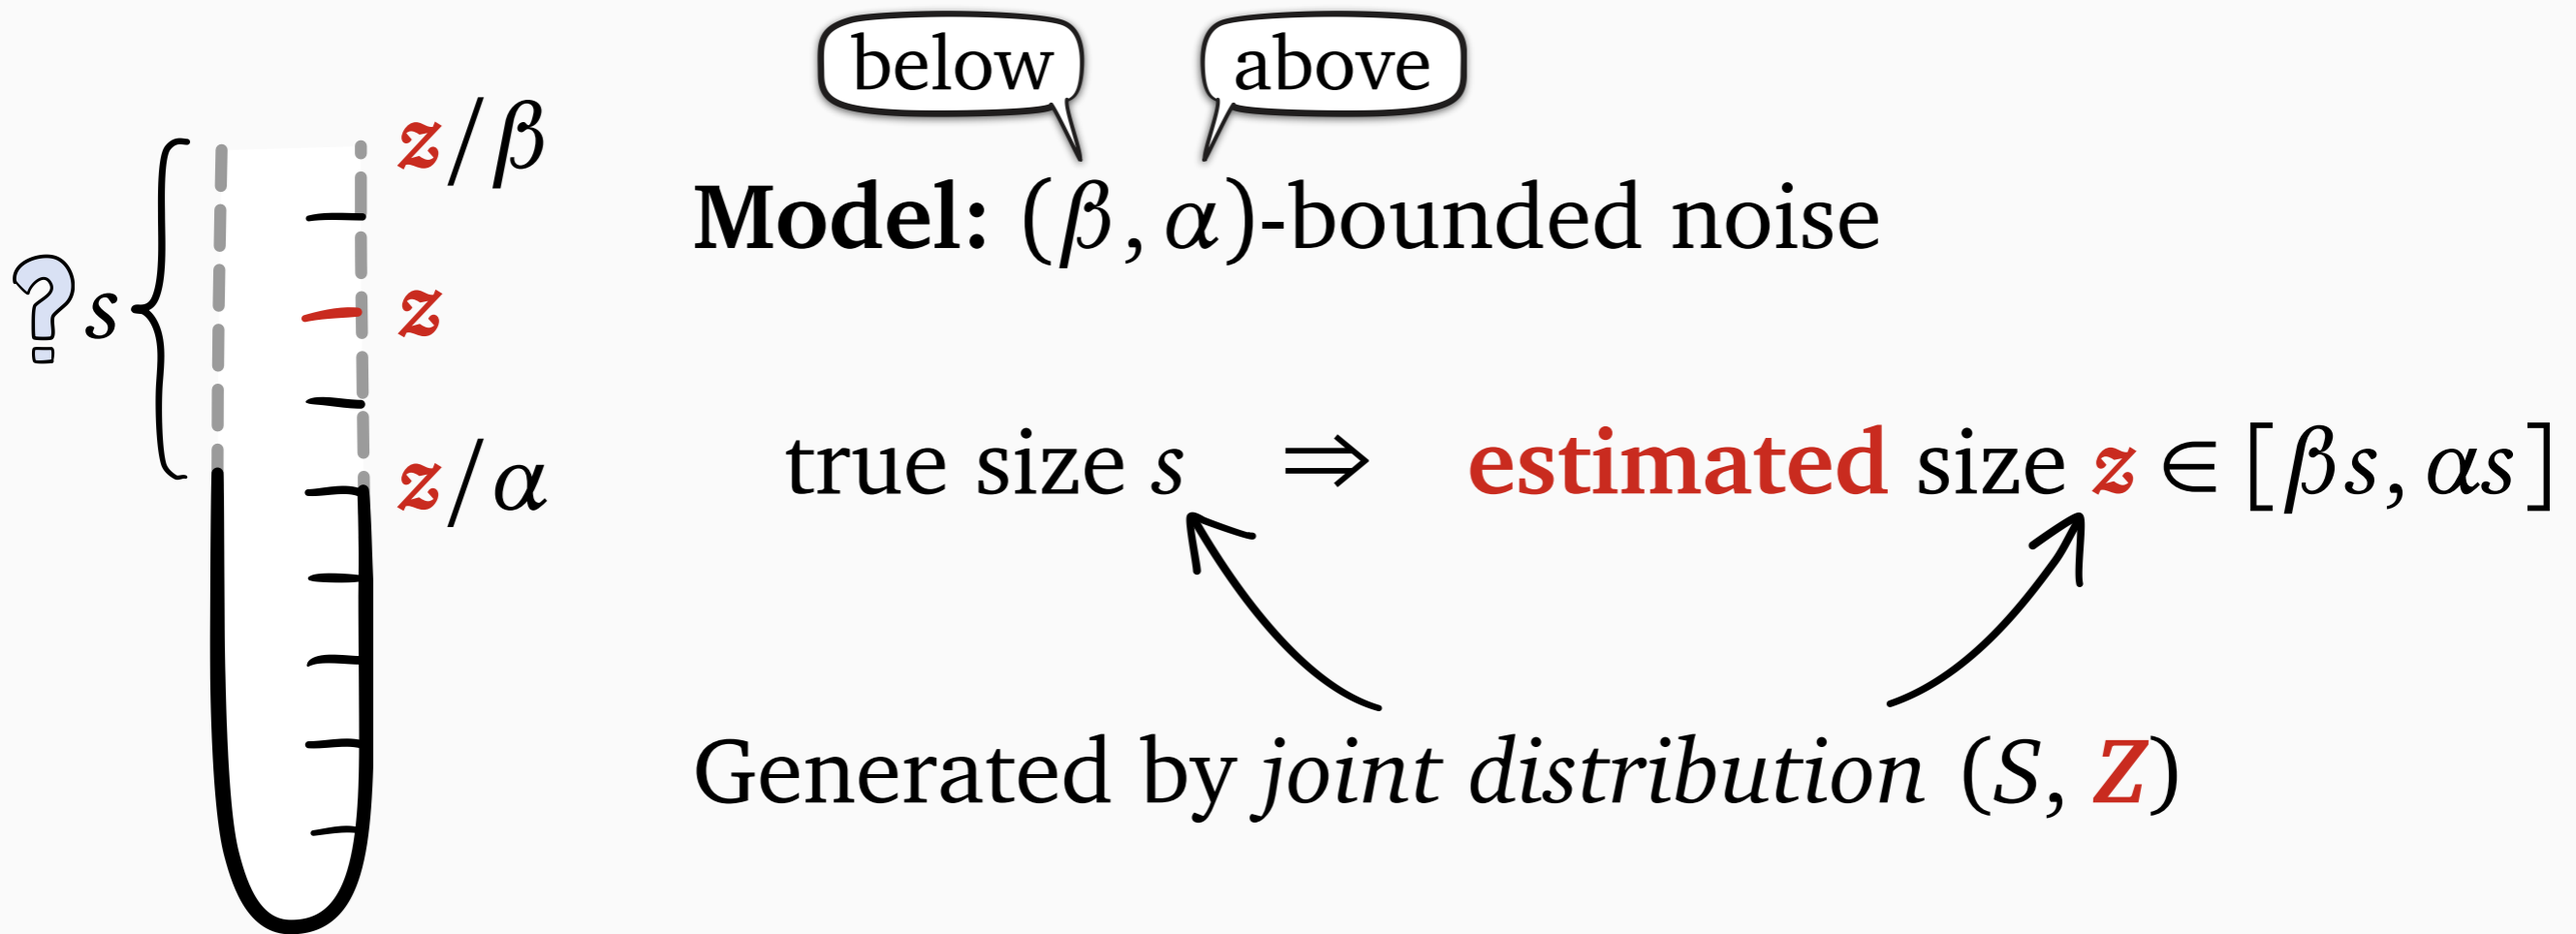 below above
z/β
Model: (β, α)-bounded noise
? s z
true size s ⇒ estimated size z ∈ [βs, αs]
z/α
Generated by joint distribution (S, Z)